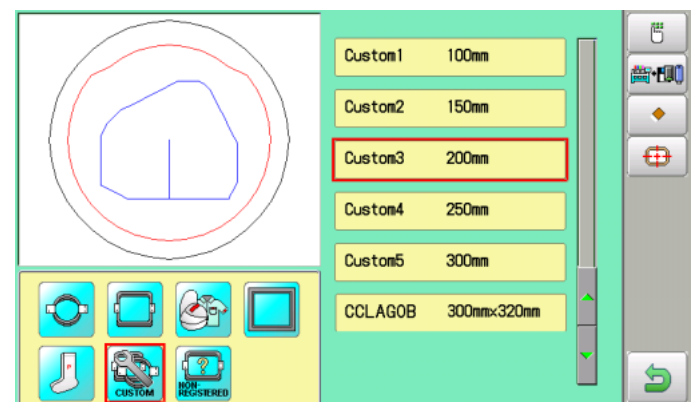 Custom1 100mm
Custom2 150mm
Custom3 200mm
Custom4 250mm
Custom5 300mm
CCLAGOB 300mm×320mm
?
CUSTOM
NON-
REGISTERED